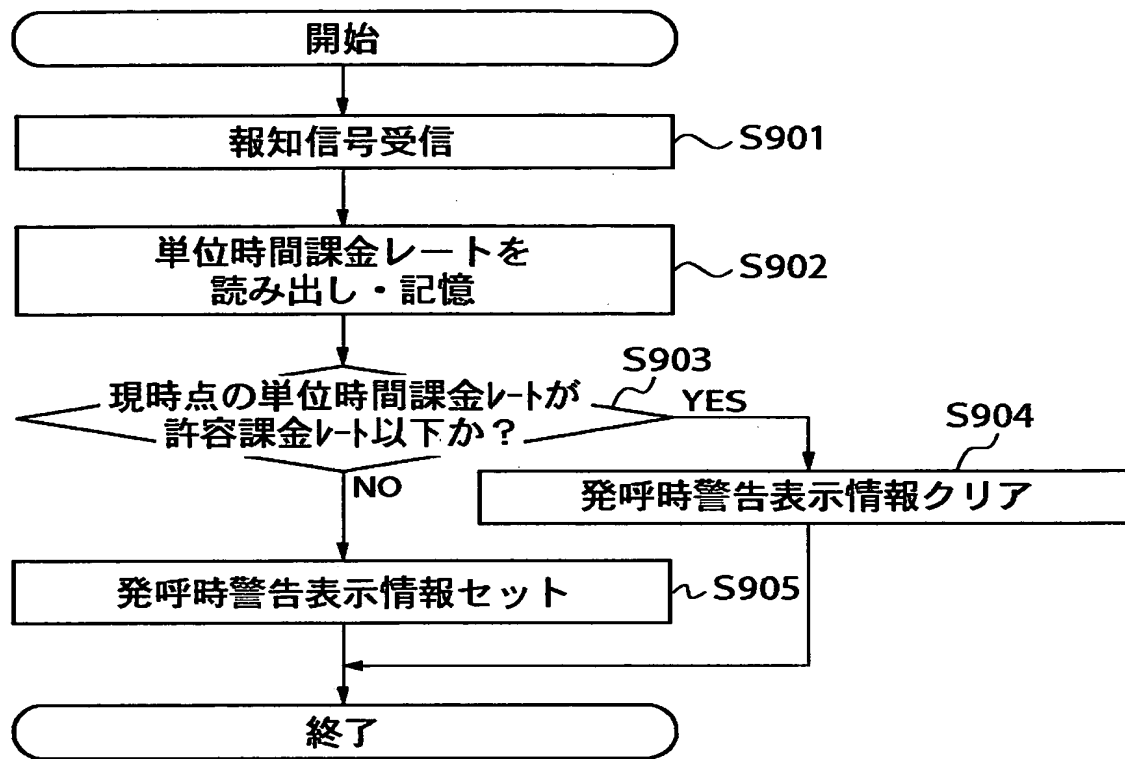 開始
報知信号受信
S901
単位時間課金レートを
読み出し・記憶
S902
S903
現時点の単位時間課金ﾚｰﾄが
許容課金ﾚｰﾄ以下か？
YES
NO
S904
発呼時警告表示情報クリア
発呼時警告表示情報セット
S905
終了